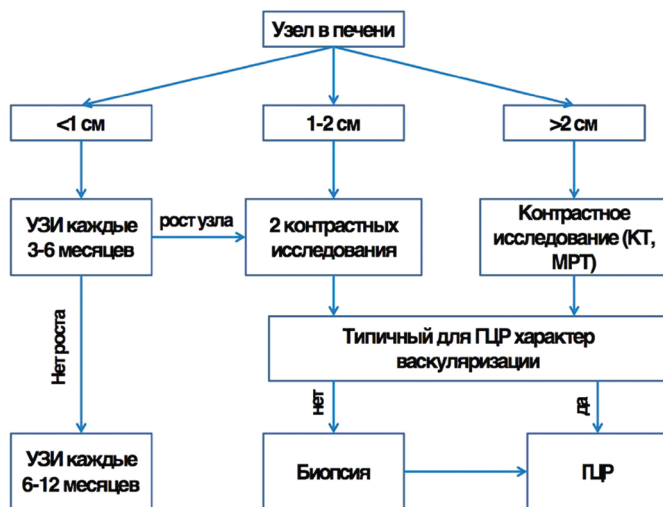 Узел в печени
<1 см
1-2 см
>2 см
УЗИ каждые
3-6 месяцев
рост узла
2 контрастных
исследования
Контрастное
исследование (КТ,
МРТ)
Нет роста
Типичный для ГЦР характер
васкуляризации
нет
да
УЗИ каждые
6-12 месяцев
Биопсия
ГЦР